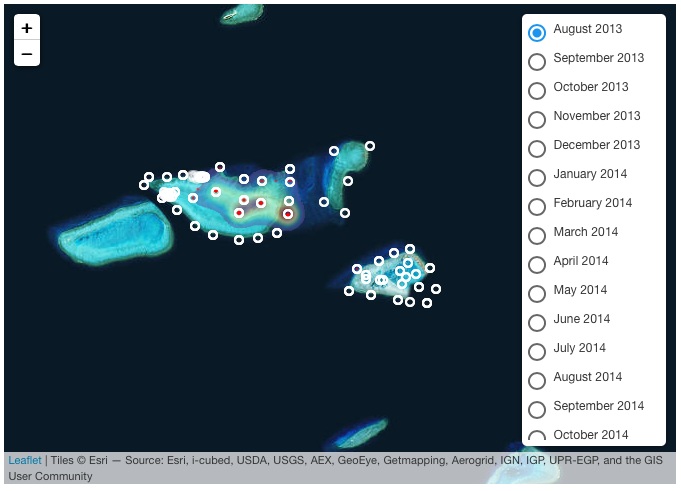 +
−
August 2013
September 2013
October 2013
November 2013
December 2013
January 2014
February 2014
March 2014
April 2014
May 2014
June 2014
July 2014
August 2014
September 2014
October 2014
Leaflet | Tiles © Esri — Source: Esri, i-cubed, USDA, USGS, AEX, GeoEye, Getmapping, Aerogrid, IGN, IGP, UPR-EGP, and the GIS
User Community